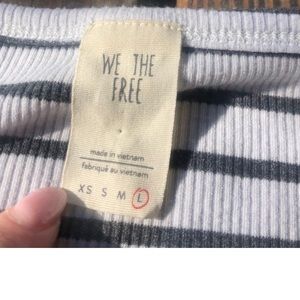 WE THE
FREE
made in vietnam
fabriqué au vietnam
XS S M L